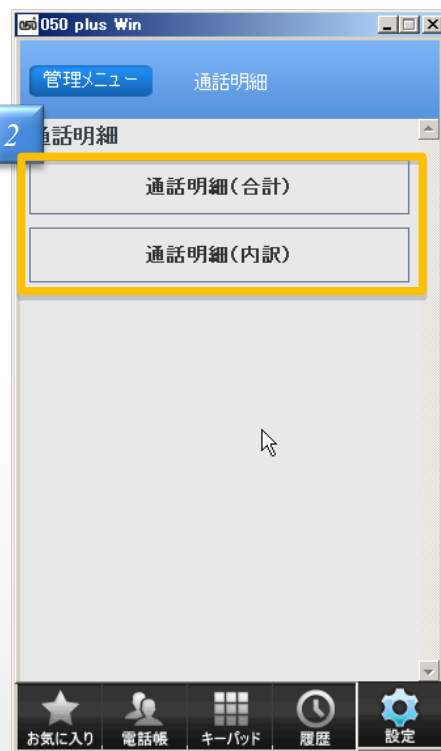 050 plus Win
管理メニュー 通話明細
2
通話明細
通話明細(合計)
通話明細(内訳)
お気に入り 電話帳 キーパッド 履歴 設定